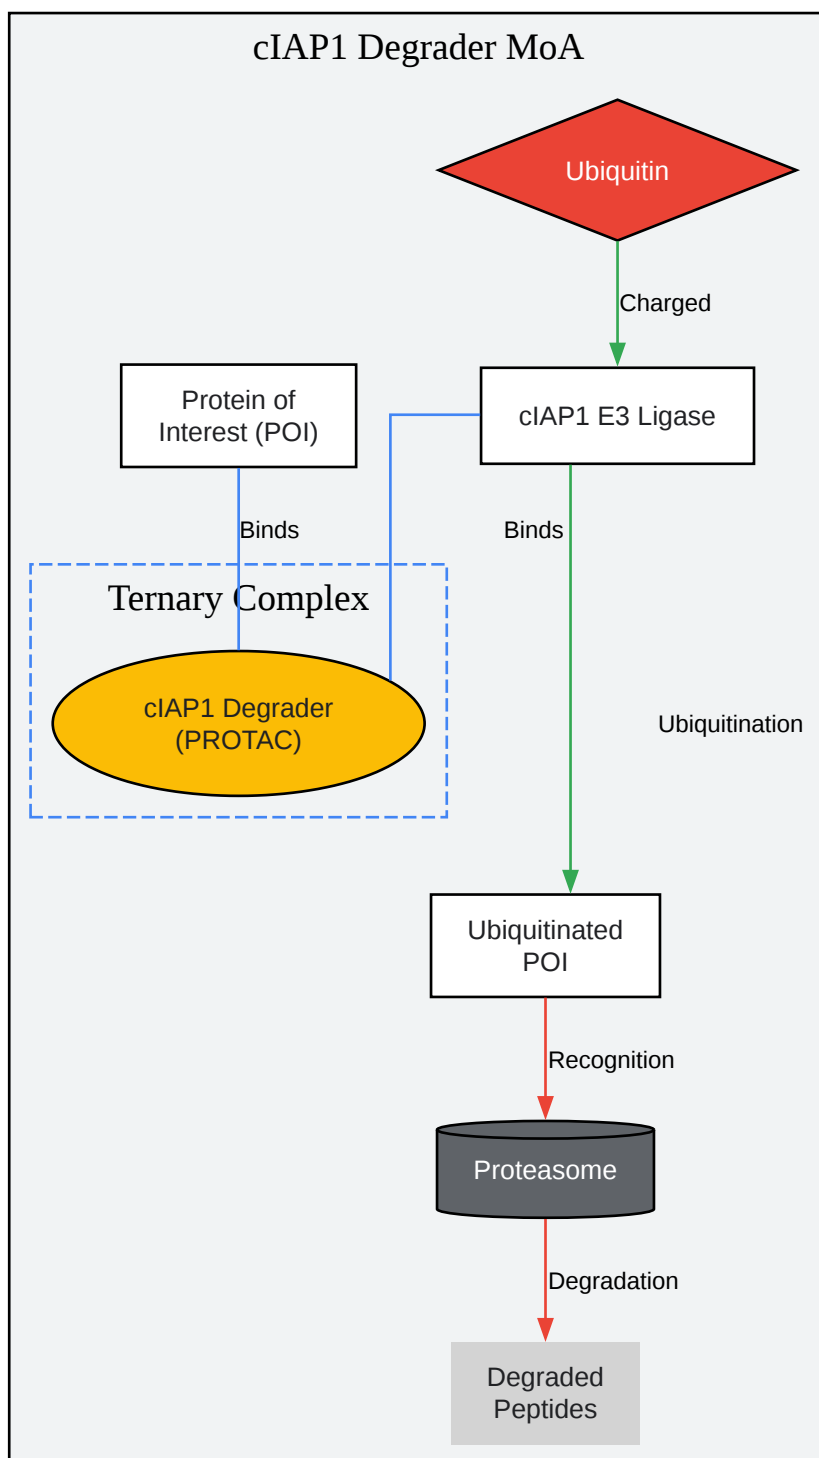 cIAP1 Degrader MoA
Ubiquitin
Charged
Protein of
Interest (POI)
cIAP1 E3 Ligase
Binds
Binds
Ternary Complex
cIAP1 Degrader
(PROTAC)
Ubiquitination
Ubiquitinated
POI
Recognition
Proteasome
Degradation
Degraded
Peptides